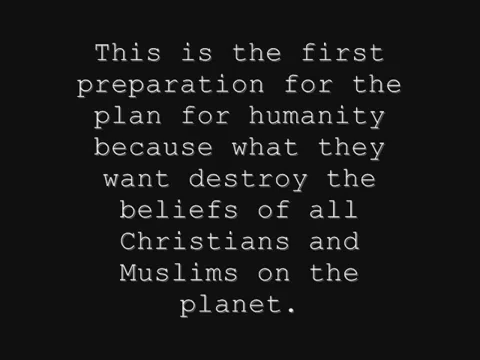 This is the first
preparation for the
plan for humanity
because what they
want destroy the
beliefs of all
Christians and
Muslims on the
planet.